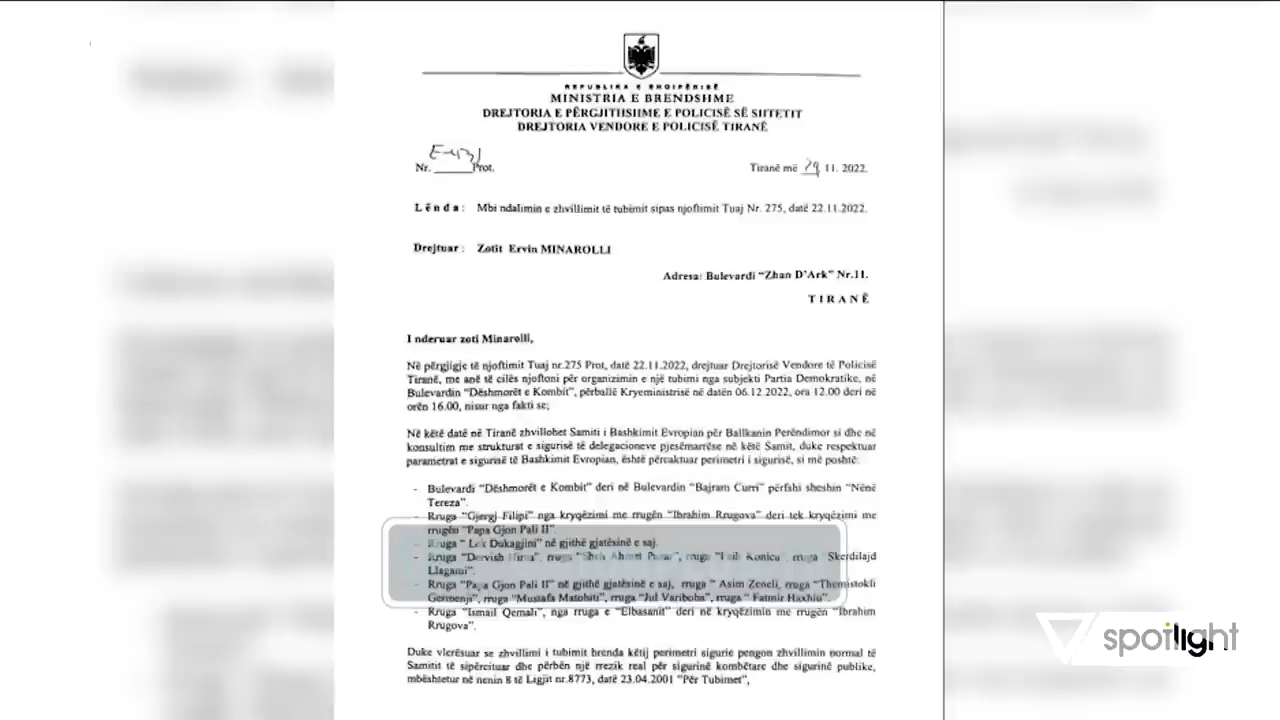 REPUBLIKA E SHQIPËRISË
MINISTRIA E BRENDSHME
DREJTORIA E PËRGJITHSHME E POLICISË SË SHTETIT
DREJTORIA VENDORE E POLICISË TIRANË
Nr. Prot.
Tiranë më 29 11. 2022.
Lënda: Mbi ndalimin e zhvillimit të tubimit sipas njoftimit Tuaj Nr. 275, datë 22.11.2022.
Drejtuar: Zotit Ervin MINAROLLI
Adresa: Bulevardi "Zhan D'Ark" Nr.11.
TIRANË
I nderuar zoti Minarolli,
Në përgjigje të njoftimit Tuaj nr.275 Prot, datë 22.11.2022, drejtuar Drejtorisë Vendore të Policisë
Tiranë, me anë të cilës njoftoni për organizimin e një tubimi nga subjekti Partia Demokratike, në
Bulevardin "Dëshmorët e Kombit", përballë Kryeministrisë në datën 06.12.2022, ora 12.00 deri në
orën 16.00, nisur nga fakti se;
Në këtë datë në Tiranë zhvillohet Samiti i Bashkimit Evropian për Ballkanin Perëndimor si dhe në
konsultim me strukturat e sigurisë të delegacioneve pjesëmarrëse në këtë Samit, duke respektuar
parametrat e sigurisë të Bashkimit Evropian, është përcaktuar perimetri i sigurisë, si më poshtë:
- Bulevardi "Dëshmorët e Kombit" deri në Bulevardin "Bajram Curri" përfshi sheshin "Nënë
Tereza".
- Rruga "Gjergj Filipi" nga kryqëzimi me rrugën "Ibrahim Rrugova" deri tek kryqëzimi me
rrugën "Papa Gjon Pali II".
- Rruga " Lek Dukagjini" në gjithë gjatësinë e saj.
- Rruga "Dervish Hima", rruga rruga Konica", rruga Skerdilajd
Llagami".
- Rruga "Papa Gjon Pali II" në gjithë gjatësinë e saj, rruga " Asim Zeneli, rruga "Themistokli
Germenji", rruga "Mustafa Matohiti", rruga "Jul Variboba", rruga " Fatmir Haxhiu".
- Rruga "Ismail Qemali", nga rruga e "Elbasanit" deri në kryqëzimin me rrugën "Ibrahim
Rrugova".
Duke vlerësuar se zhvillimi i tubimit brenda këtij perimetri sigurie pengon zhvillimin normal të
Samitit të sipërcituar dhe përbën një rrezik real për sigurinë kombëtare dhe sigurinë publike,
mbështetur në nenin 8 të Ligjit nr.8773, datë 23.04.2001 "Për Tubimet",
spotlight